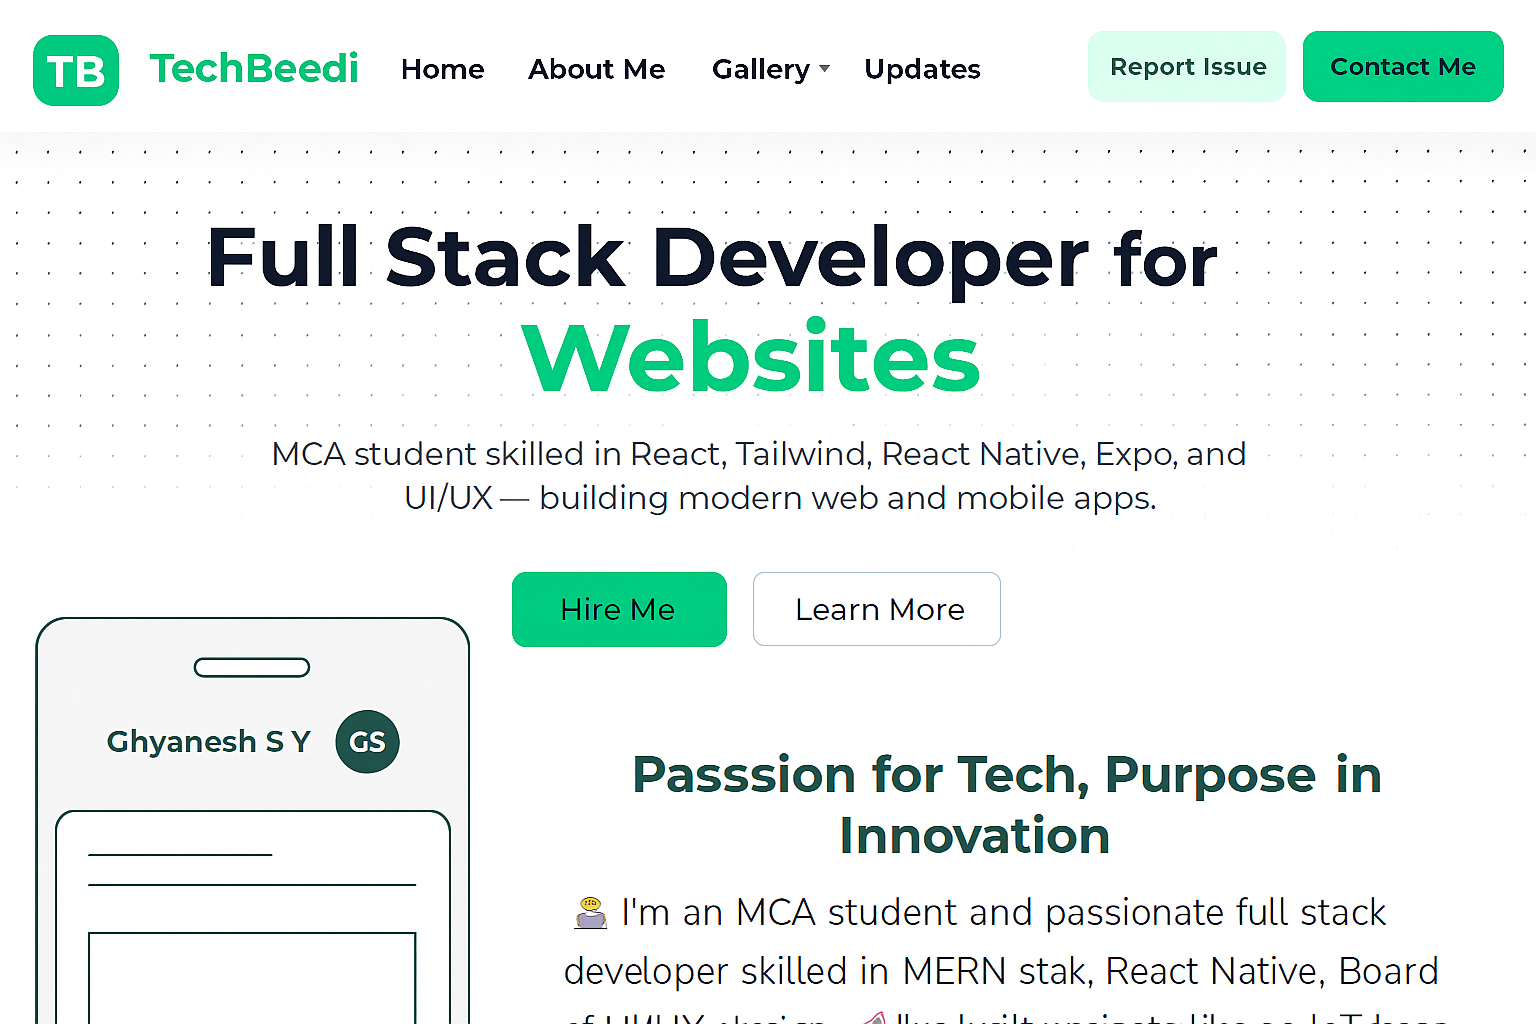 TB TechBeedi Home About Me Gallery Updates Report Issue Contact Me
Full Stack Developer for
Websites
MCA student skilled in React, Tailwind, React Native, Expo, and
UI/UX — building modern web and mobile apps.
Hire Me Learn More
Ghyanesh S Y GS
Passsion for Tech, Purpose in
Innovation
I'm an MCA student and passionate full stack
developer skilled in MERN stak, React Native, Board